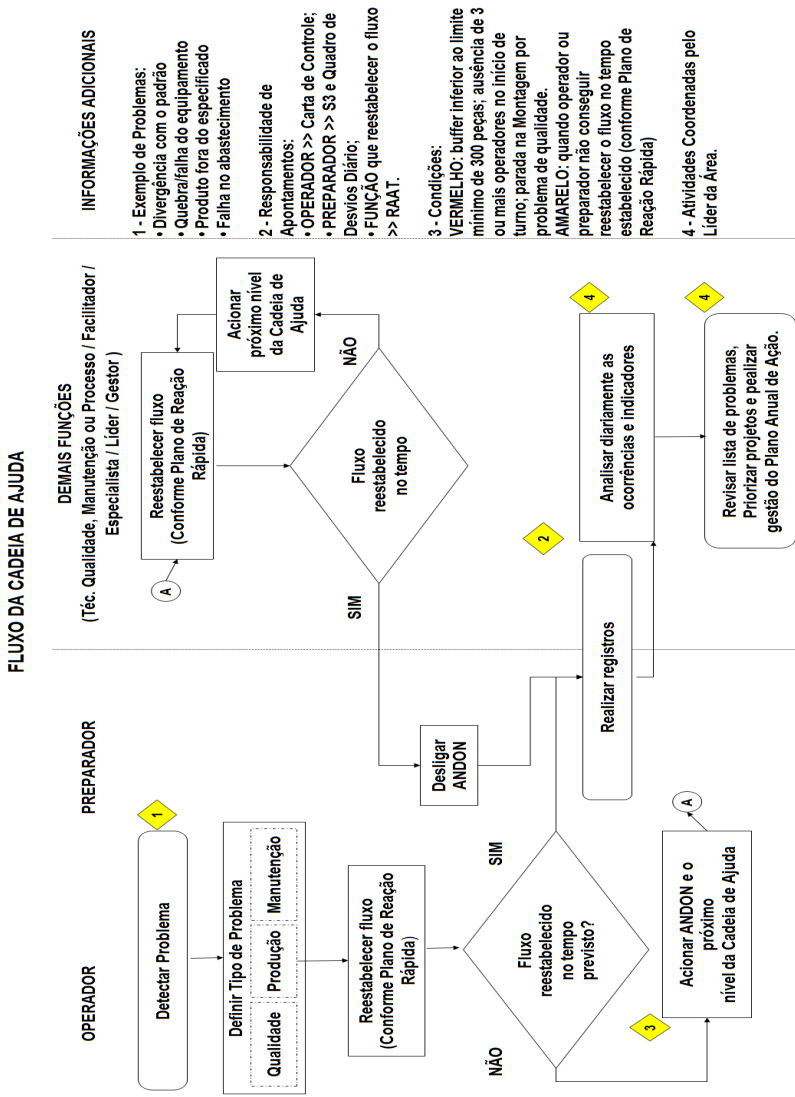 FLUXO DA CADEIA DE AJUDA
OPERADOR
PREPARADOR
DEMAIS FUNÇÕES
(Téc. Qualidade, Manutenção ou Processo / Facilitador /
Especialista / Líder / Gestor )
INFORMAÇÕES ADICIONAIS
Detectar Problema
1
Definir Tipo de Problema
Qualidade
Produção
Manutenção
Reestabelecer fluxo
(Conforme Plano de Reação
Rápida)
Fluxo
reestabelecido
no tempo
previsto?
NÃO
SIM
3
Acionar ANDON e o
próximo
nível da Cadeia de Ajuda
A
Desligar
ANDON
Realizar registros
2
A
Reestabelecer fluxo
(Conforme Plano de Reação
Rápida)
Acionar
próximo nível
da Cadeia de
Ajuda
Fluxo
reestabelecido
no tempo
SIM
NÃO
Analisar diariamente as
ocorrências e indicadores
4
Revisar lista de problemas,
Priorizar projetos e pealizar
gestão do Plano Anual de Ação.
4
1 - Exemplo de Problemas:
• Divergência com o padrão
• Quebra/falha do equipamento
• Produto fora do especificado
• Falha no abastecimento
2 - Responsabilidade de
Apontamentos:
• OPERADOR >> Carta de Controle;
• PREPARADOR >> S3 e Quadro de
Desvios Diário;
• FUNÇÃO que reestabelecer o fluxo
>> RAAT.
3 - Condições:
VERMELHO: buffer inferior ao limite
mínimo de 300 peças; ausência de 3
ou mais operadores no início de
turno; parada na Montagem por
problema de qualidade.
AMARELO: quando operador ou
preparador não conseguir
reestabelecer o fluxo no tempo
estabelecido (conforme Plano de
Reação Rápida)
4 - Atividades Coordenadas pelo
Líder da Área.